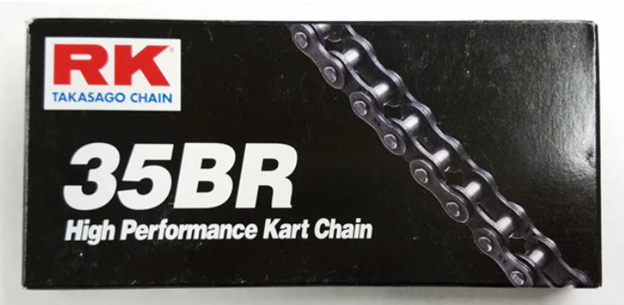 RK
TAKASAGO CHAIN
35BR
High Performance Kart Chain